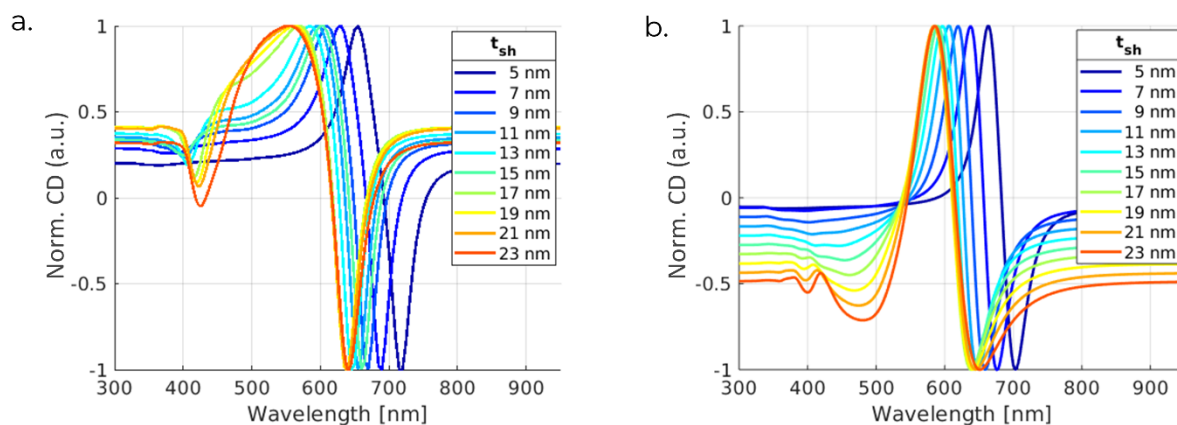 a.
Norm. CD (a.u.)
1
0.5
0
-0.5
-1
300 400 500 600 700 800 900
Wavelength [nm]
t_sh
5 nm
7 nm
9 nm
11 nm
13 nm
15 nm
17 nm
19 nm
21 nm
23 nm
b.
Norm. CD (a.u.)
1
0.5
0
-0.5
-1
300 400 500 600 700 800 900
Wavelength [nm]
t_sh
5 nm
7 nm
9 nm
11 nm
13 nm
15 nm
17 nm
19 nm
21 nm
23 nm